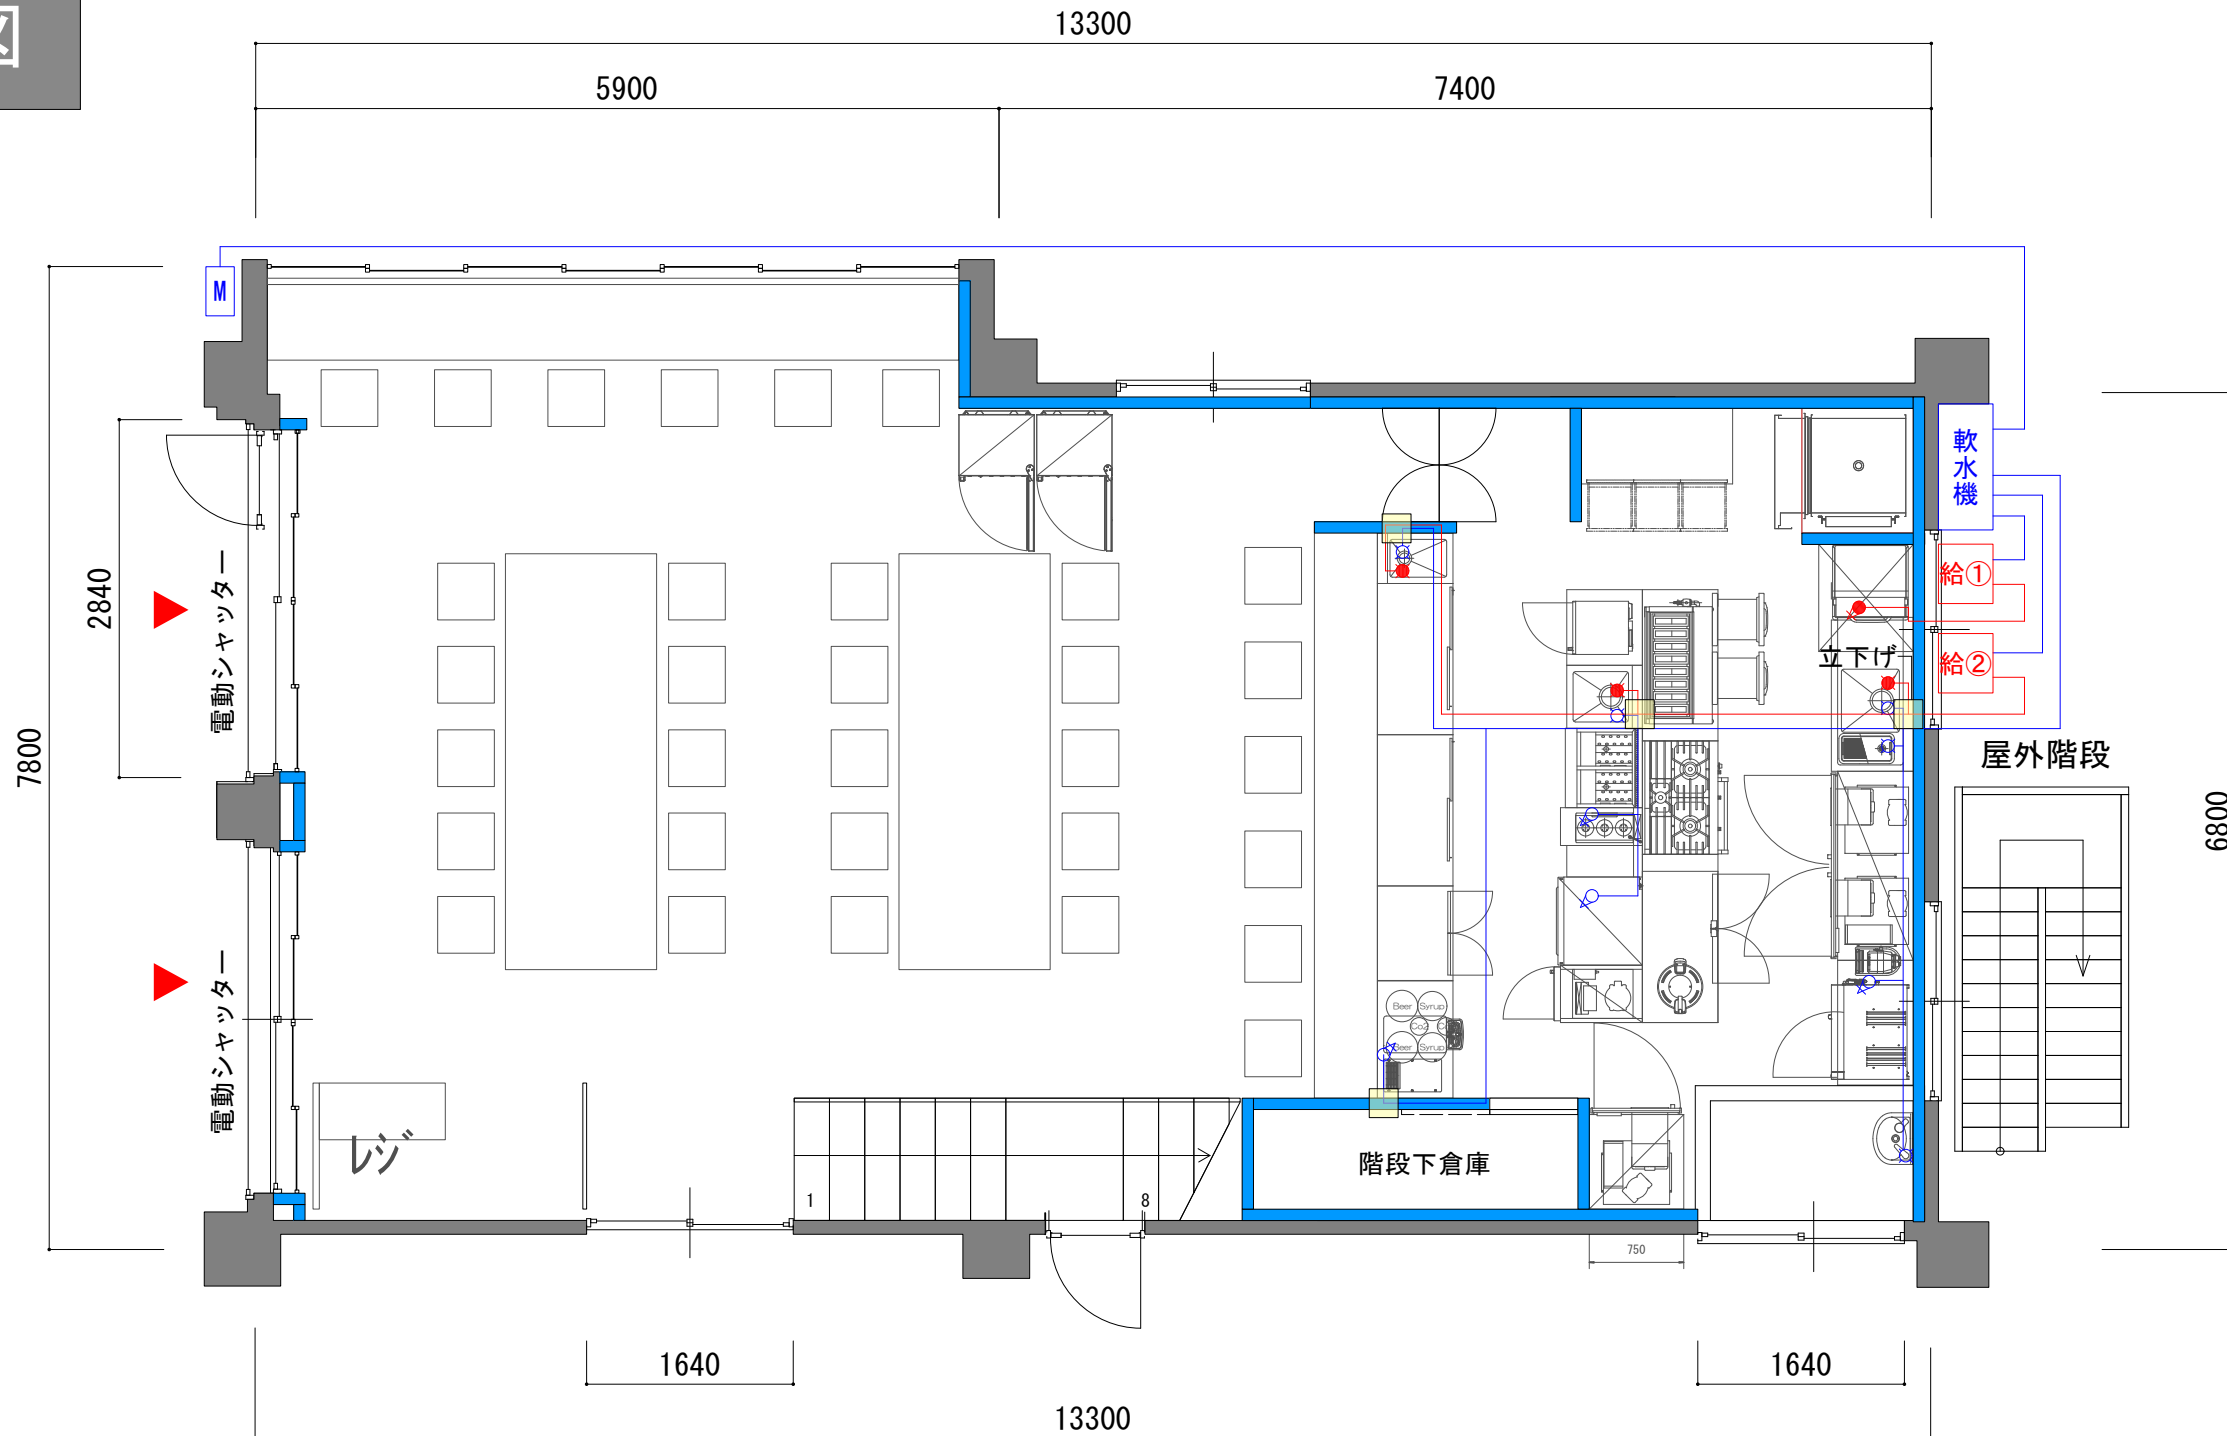 図
13300
5900
7400
M
軟水機
給①
2840
電動シャッター
立下げ
給②
7800
屋外階段
6800
電動シャッター
Beer
Syrup
Co2
Beer
Syrup
レジ
階段下倉庫
1
8
750
1640
1640
13300